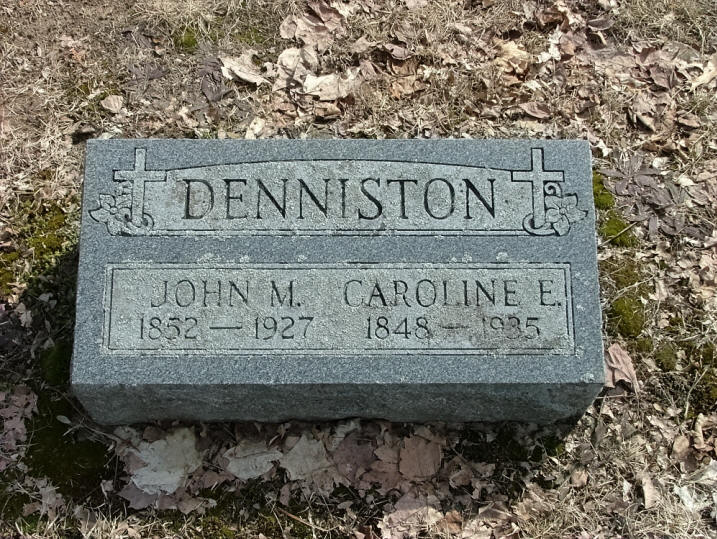 DENNISTON
JOHN M. CAROLINE E.
1852 — 1927 1848 — 1935